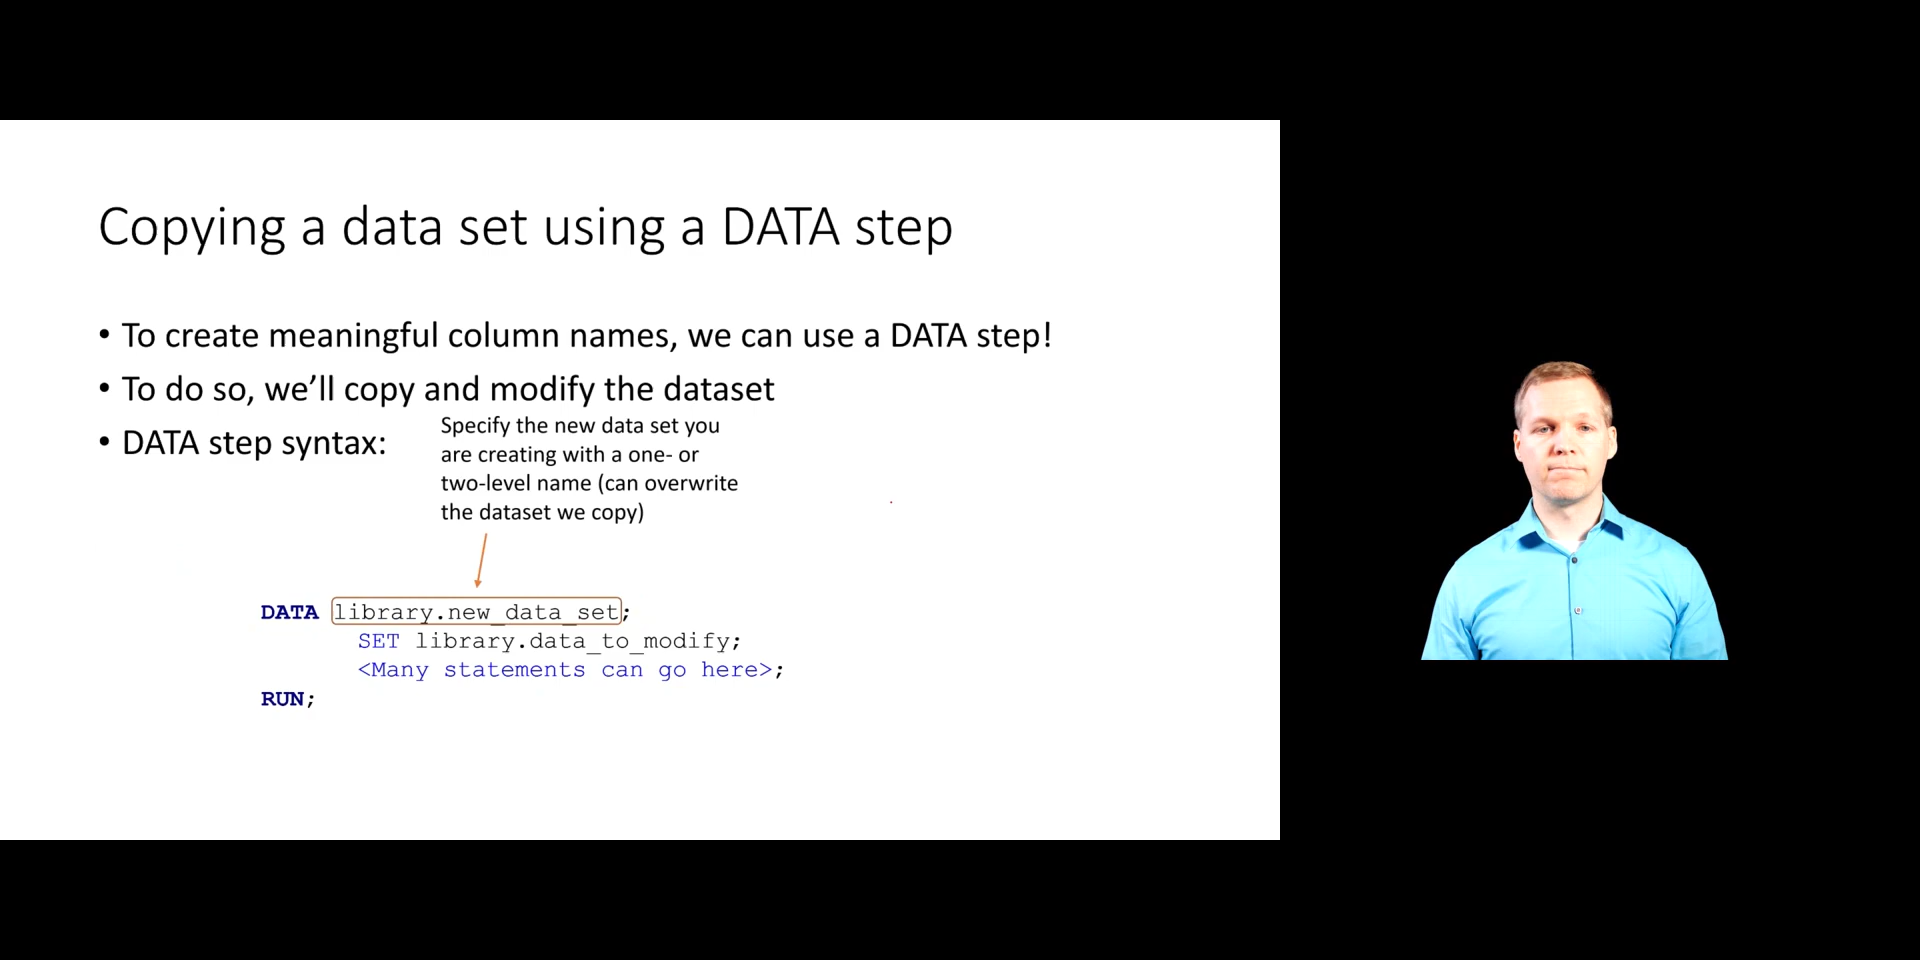 Copying a data set using a DATA step
• To create meaningful column names, we can use a DATA step!
• To do so, we’ll copy and modify the dataset
• DATA step syntax:
Specify the new data set you
are creating with a one- or
two-level name (can overwrite
the dataset we copy)
DATA library.new_data_set;
SET library.data_to_modify;
<Many statements can go here>;
RUN;